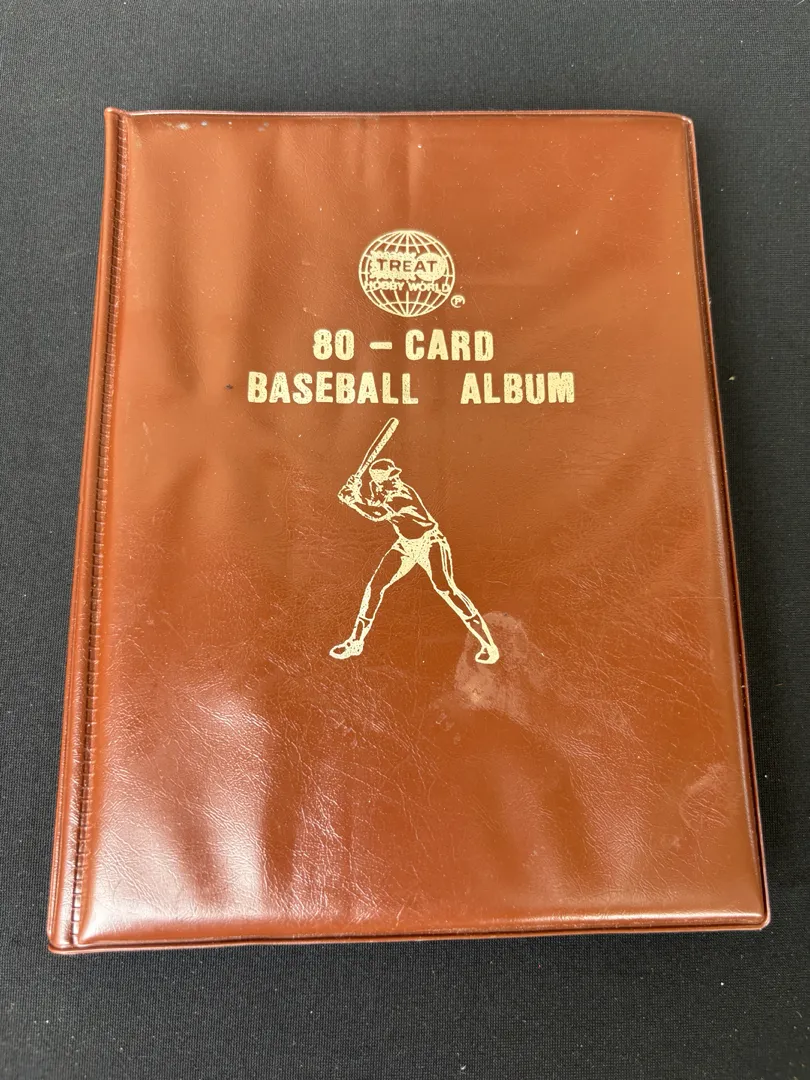 TREAT
HOBBY WORLD
P
80 - CARD
BASEBALL ALBUM